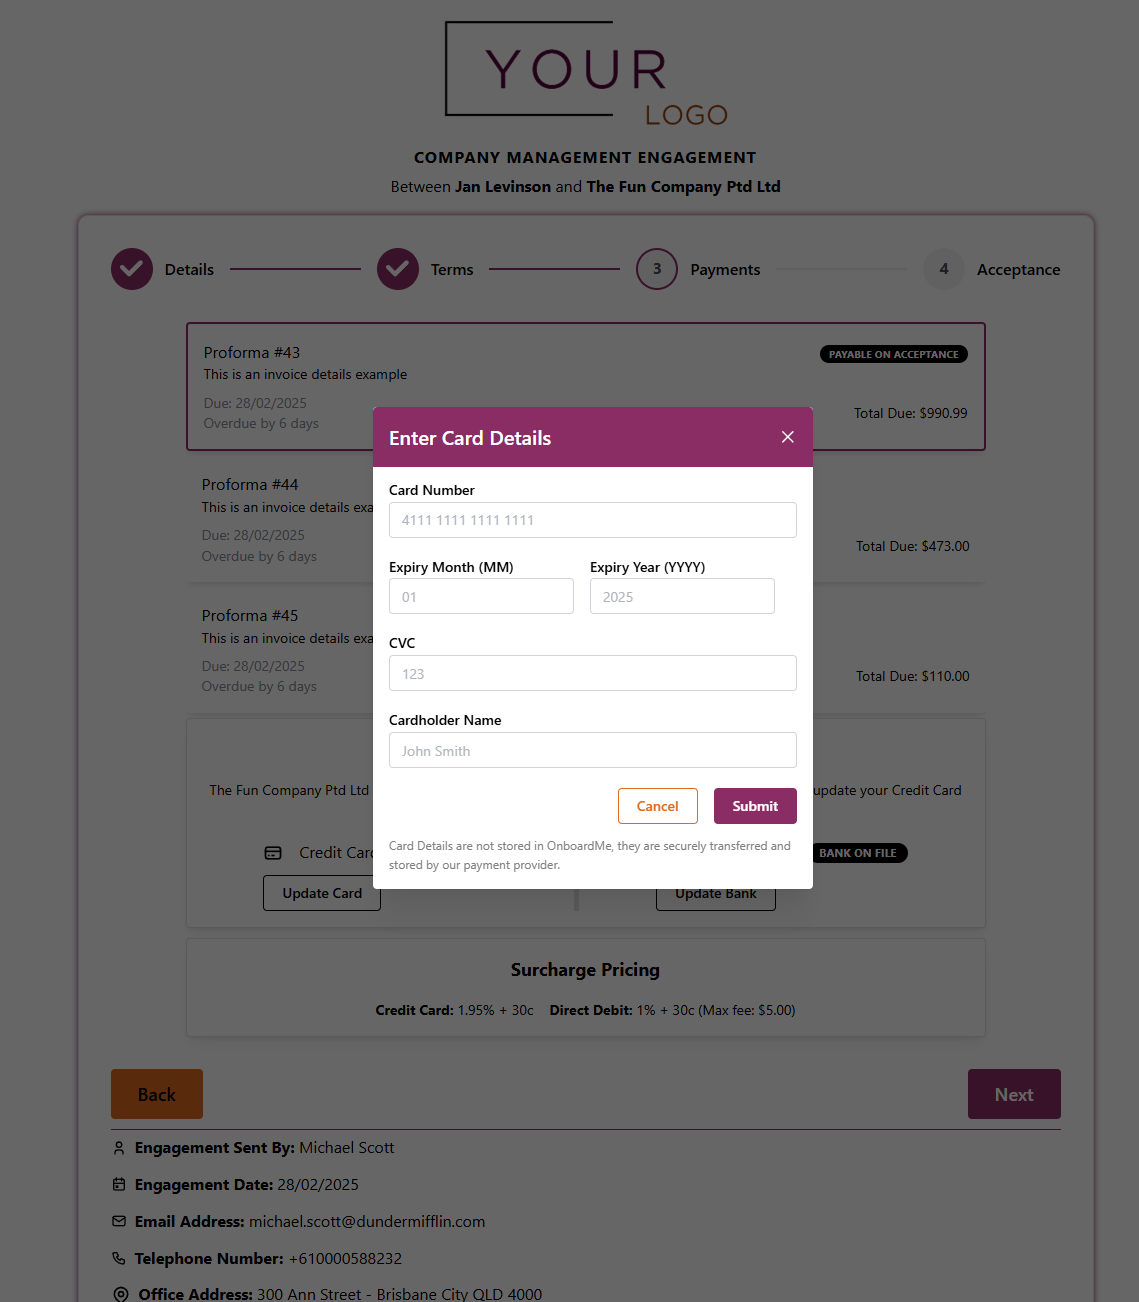 YOUR
LOGO
COMPANY MANAGEMENT ENGAGEMENT
Between Jan Levinson and The Fun Company Ptd Ltd
Details
Terms
3 Payments
4 Acceptance
Proforma #43
PAYABLE ON ACCEPTANCE
This is an invoice details example
Due: 28/02/2025
Overdue by 6 days
Total Due: $990.99
Enter Card Details
Card Number
4111 1111 1111 1111
Expiry Month (MM)
Expiry Year (YYYY)
01
2025
CVC
123
Cardholder Name
John Smith
Cancel
Submit
Card Details are not stored in OnboardMe, they are securely transferred and
stored by our payment provider.
Proforma #44
This is an invoice details exa
Due: 28/02/2025
Overdue by 6 days
Total Due: $473.00
Proforma #45
This is an invoice details exa
Due: 28/02/2025
Overdue by 6 days
Total Due: $110.00
The Fun Company Ptd Ltd
update your Credit Card
Credit Car
BANK ON FILE
Update Card
Update Bank
Surcharge Pricing
Credit Card: 1.95% + 30c Direct Debit: 1% + 30c (Max fee: $5.00)
Back
Next
Engagement Sent By: Michael Scott
Engagement Date: 28/02/2025
Email Address: michael.scott@dundermifflin.com
Telephone Number: +610000588232
Office Address: 300 Ann Street - Brisbane City QLD 4000